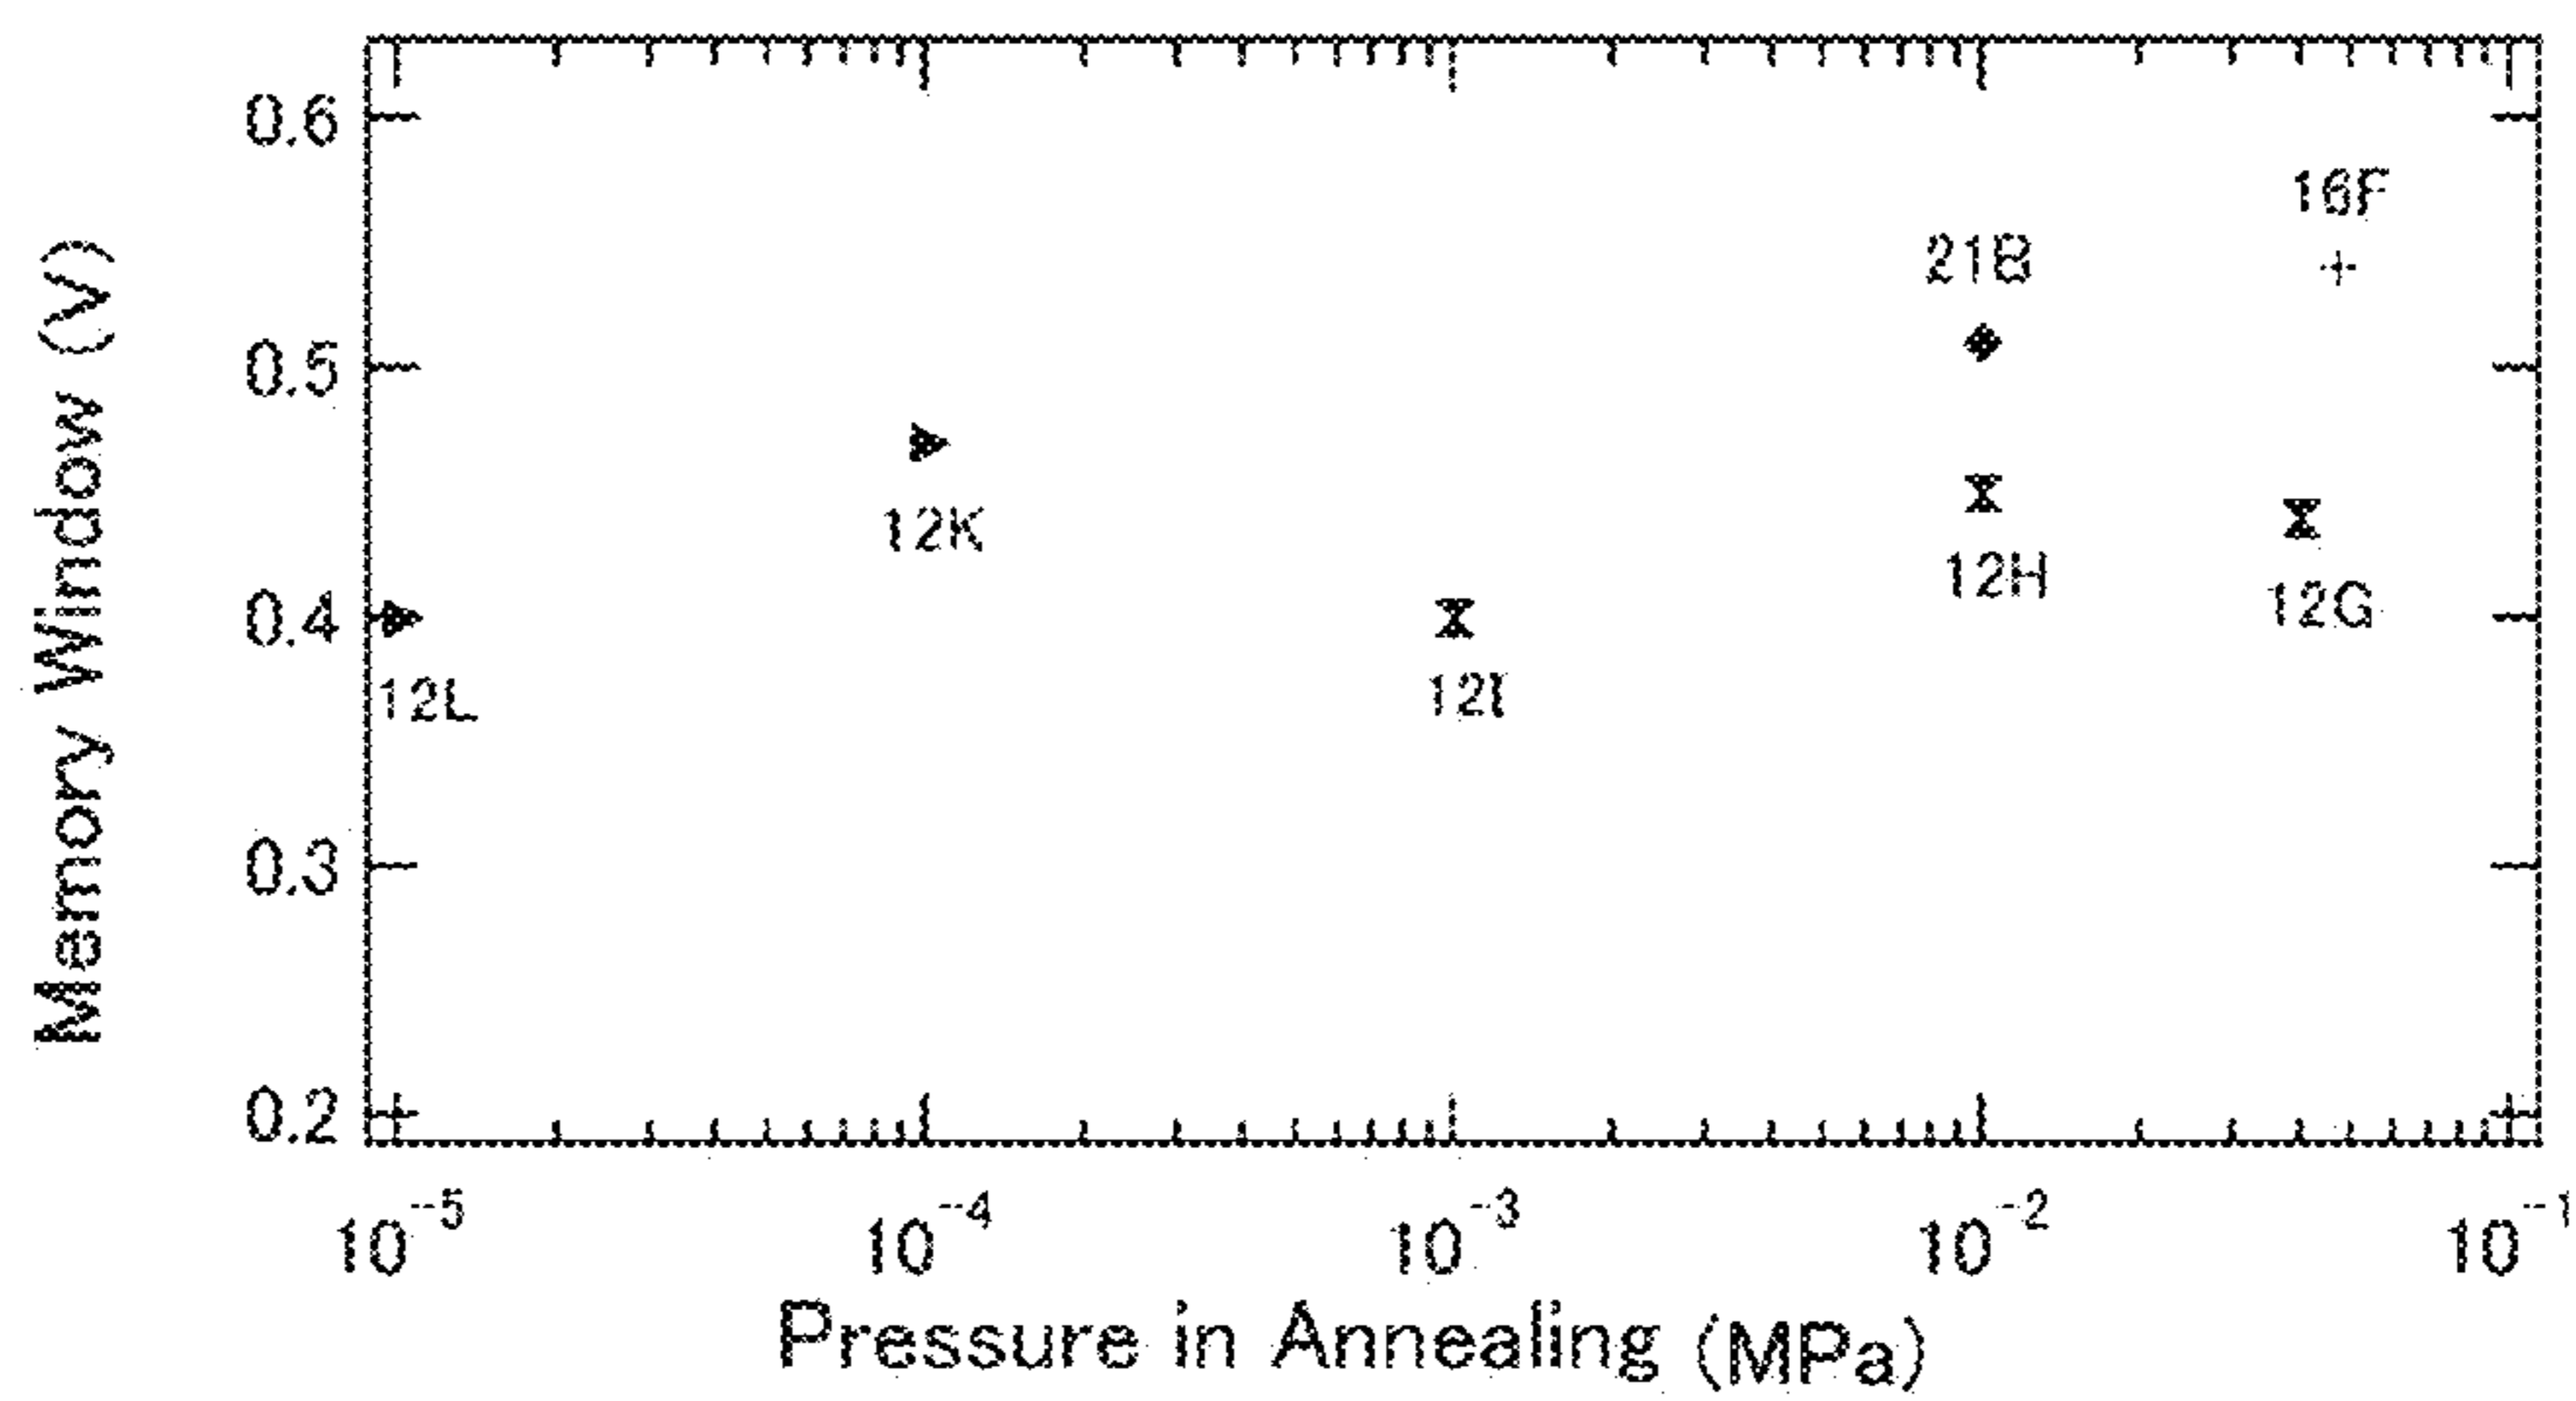 Memory Window (V)
0.6
0.5
0.4
0.3
0.2
16F
21B
12K
12H
12G
12L
12I
10⁻⁵ 10⁻⁴ 10⁻³ 10⁻² 10⁻¹
Pressure in Annealing (MPa)